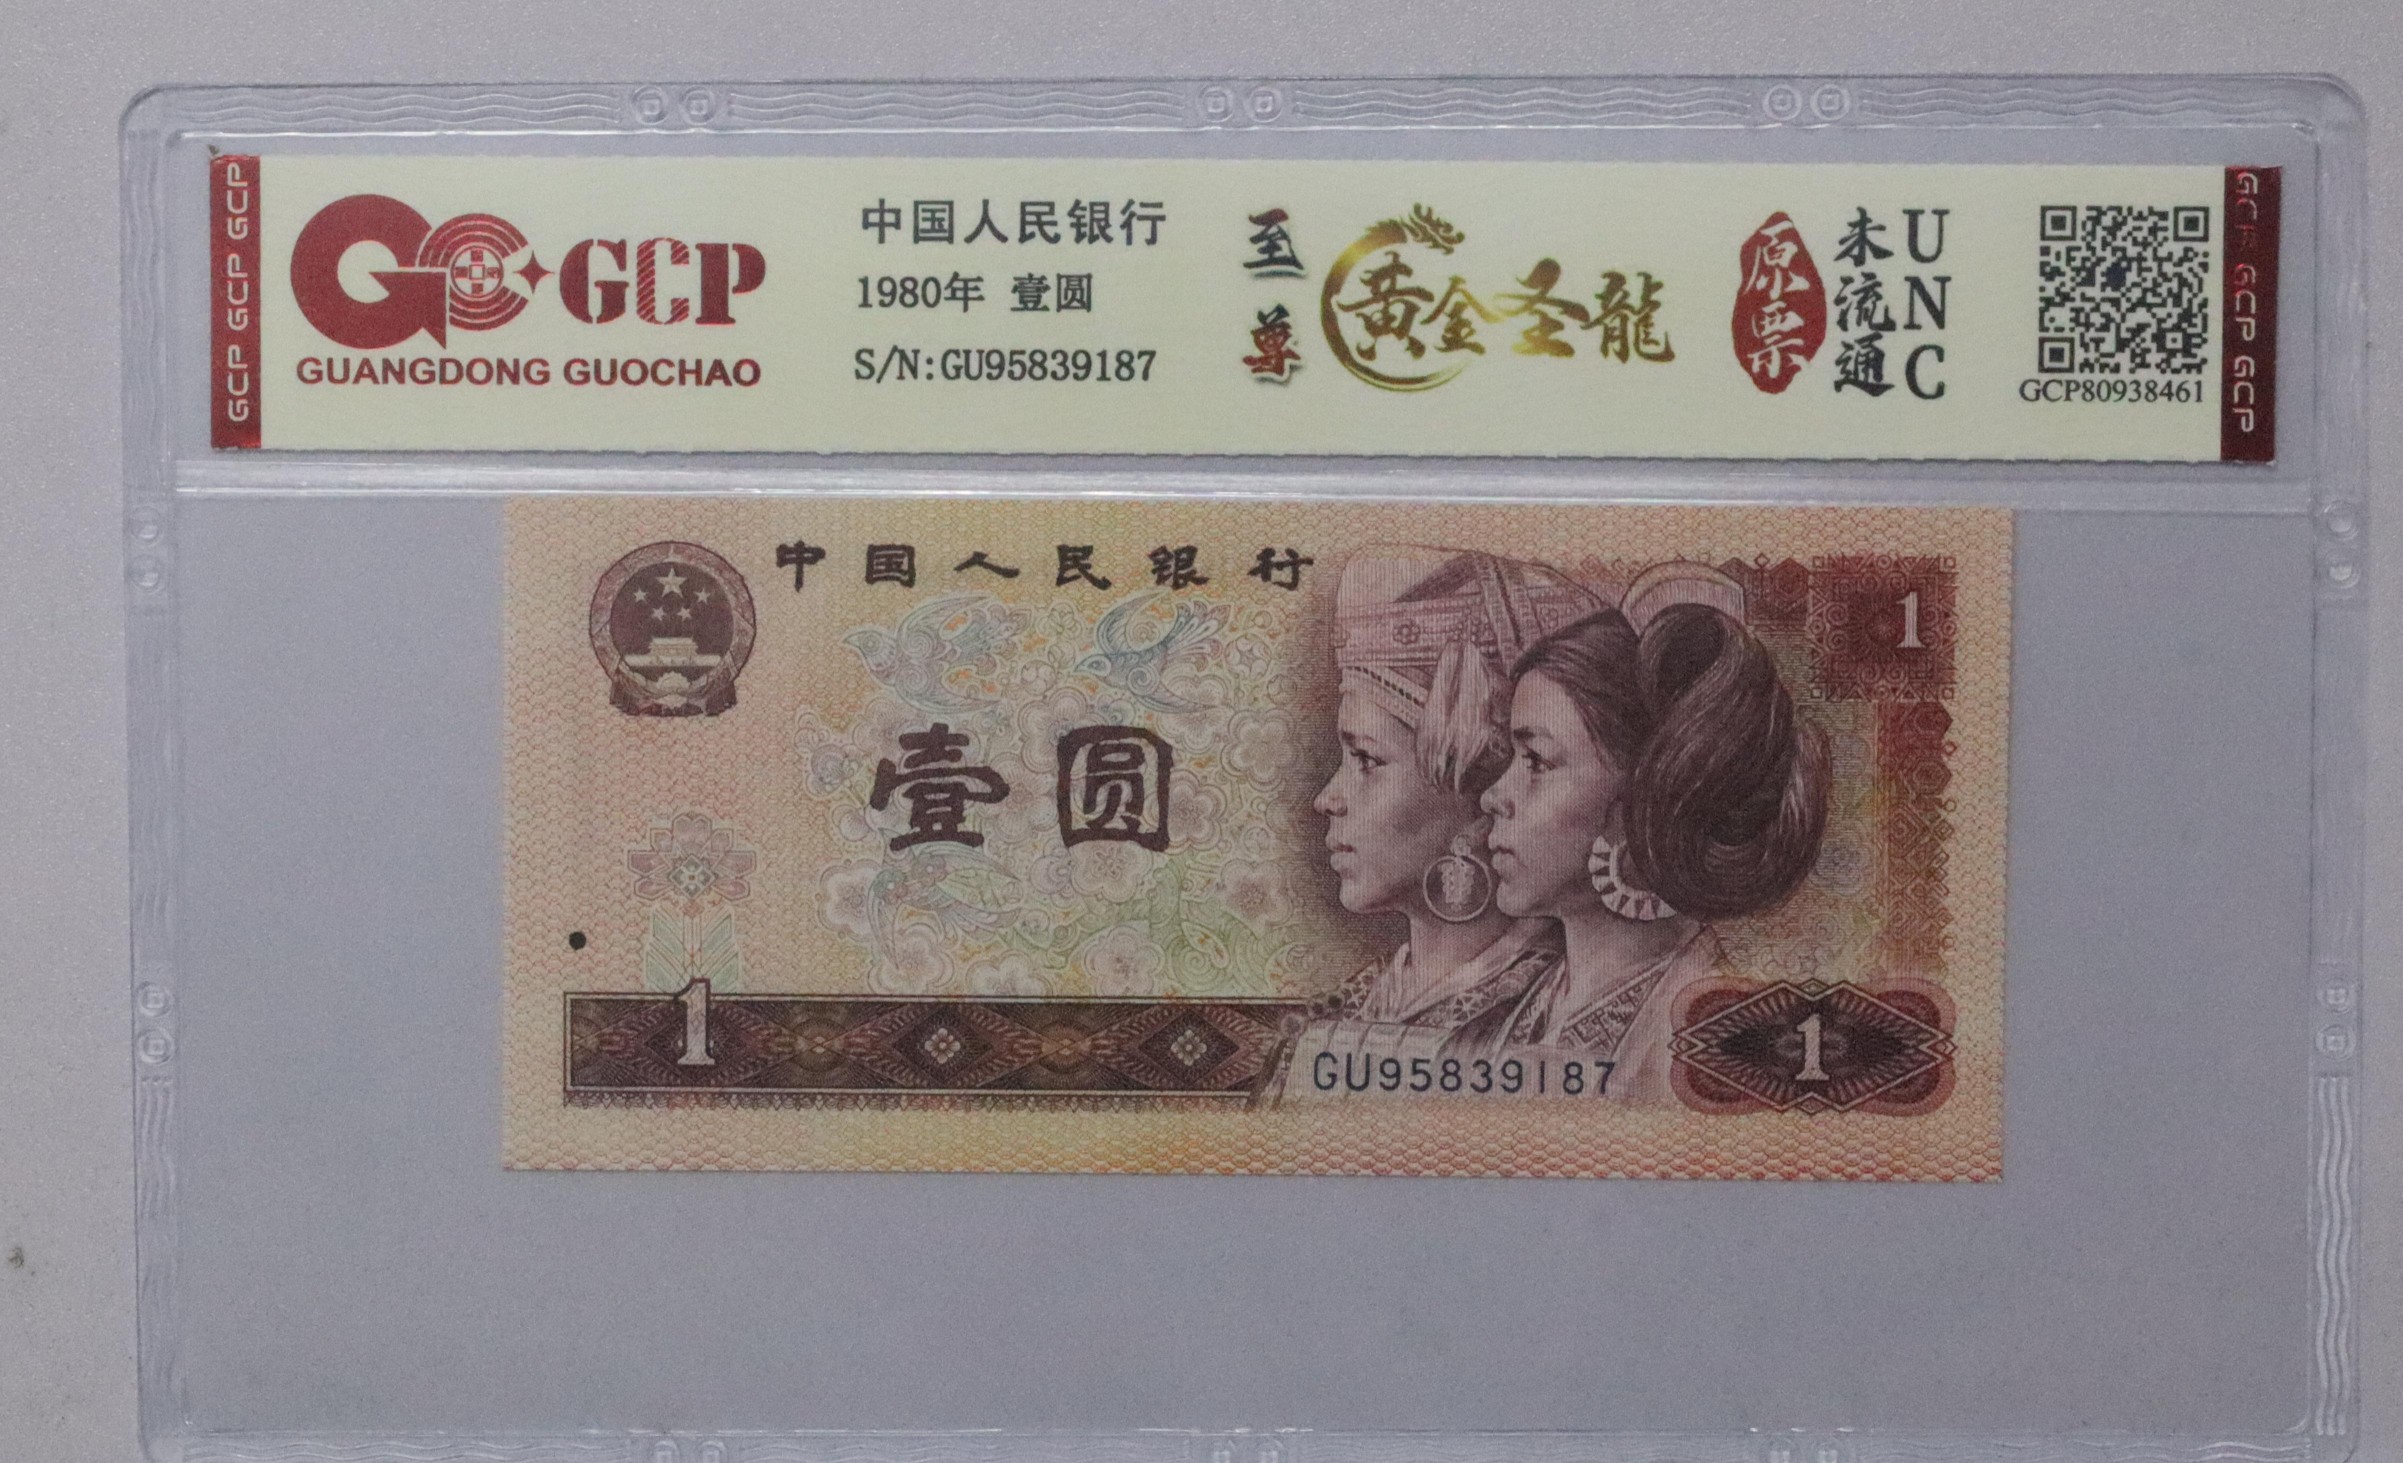 GCP GCP GCP
GCP
GUANGDONG GUOCHAO
中国人民银行
1980年 壹圆
S/N:GU95839187
至尊
黄金圣龍
原票
未流通
UNC
GCP80938461
GCP GCP GCP
中国人民银行
1
壹圆
1
GU95839187
1